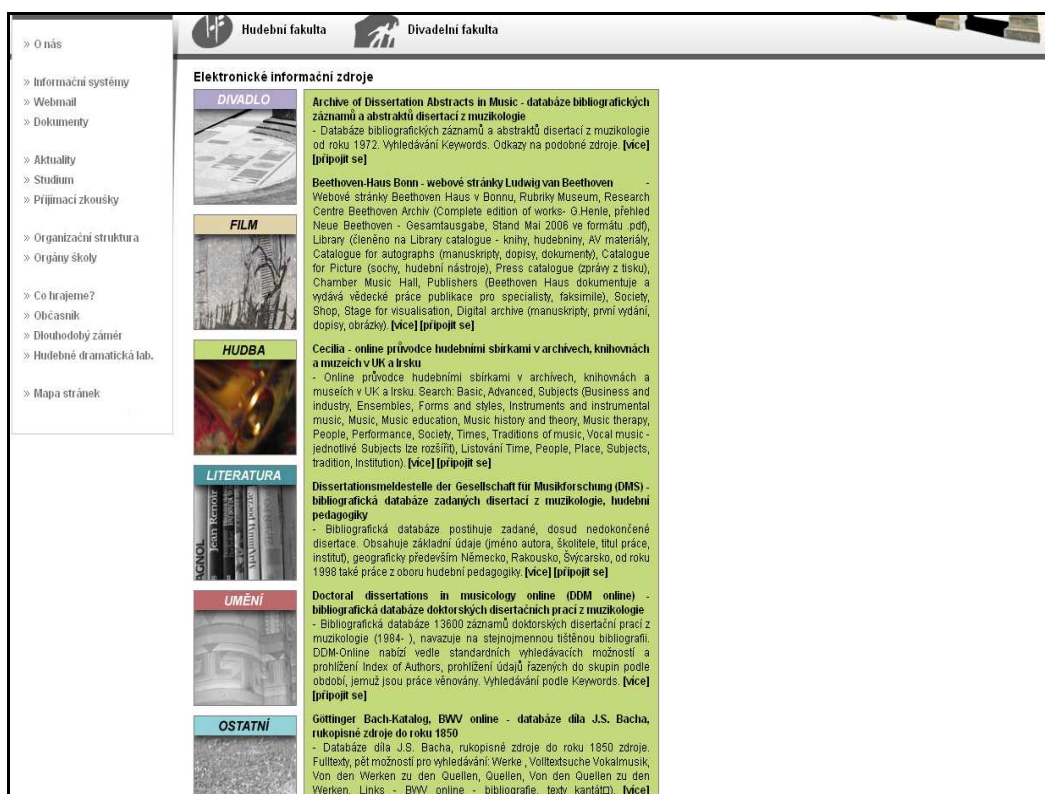 Hudební fakulta
Divadelní fakulta
» O nás
» Informační systémy
» Webmail
» Dokumenty
» Aktuality
» Studium
» Přijímací zkoušky
» Organizační struktura
» Orgány školy
» Co hrajeme?
» Občasník
» Dlouhodobý záměr
» Hudebně dramatická lab.
» Mapa stránek
Elektronické informační zdroje
DIVADLO
FILM
HUDBA
LITERATURA
Jean Renoir
AGNOL
UMĚNÍ
OSTATNÍ
Archive of Dissertation Abstracts in Music - databáze bibliografických
záznamů a abstraktů disertací z muzikologie
- Databáze bibliografických záznamů a abstraktů disertací z muzikologie
od roku 1972. Vyhledávání Keywords. Odkazy na podobné zdroje. [více]
[připojit se]
Beethoven-Haus Bonn - webové stránky Ludwig van Beethoven -
Webové stránky Beethoven Haus v Bonnu, Rubriky Museum, Research
Centre Beethoven Archiv (Complete edition of works- G.Henle, přehled
Neue Beethoven - Gesamtausgabe, Stand Mai 2006 ve formátu .pdf),
Library (členěno na Library catalogue - knihy, hudebniny, AV materiály,
Catalogue for autographs (manuskripty, dopisy, dokumenty), Catalogue
for Picture (sochy, hudební nástroje), Press catalogue (zprávy z tisku),
Chamber Music Hall, Publishers (Beethoven Haus dokumentuje a
vydává vědecké práce publikace pro specialisty, faksimile), Society,
Shop, Stage for visualisation, Digital archive (manuskripty, první vydání,
dopisy, obrázky). [více] [připojit se]
Cecilia - online průvodce hudebními sbírkami v archívech, knihovnách
a muzeích v UK a Irsku
- Online průvodce hudebními sbírkami v archívech, knihovnách a
museích v UK a Irsku. Search: Basic, Advanced, Subjects (Business and
industry, Ensembles, Forms and styles, Instruments and instrumental
music, Music, Music education, Music history and theory, Music therapy,
People, Performance, Society, Times, Traditions of music, Vocal music -
jednotlivé Subjects lze rozšířit), Listování Time, People, Place, Subjects,
tradition, Institution). [více] [připojit se]
Dissertationsmeldestelle der Gesellschaft für Musikforschung (DMS) -
bibliografická databáze zadaných disertací z muzikologie, hudební
pedagogiky
- Bibliografická databáze postihuje zadané, dosud nedokončené
disertace. Obsahuje základní údaje (jméno autora, školitele, titul práce,
institut), geograficky především Německo, Rakousko, Švýcarsko, od roku
1998 také práce z oboru hudební pedagogiky. [více] [připojit se]
Doctoral dissertations in musicology online (DDM online) -
bibliografická databáze doktorských disertačních prací z muzikologie
- Bibliografická databáze 13600 záznamů doktorských disertační prací z
muzikologie (1984- ), navazuje na stejnojmennou tištěnou bibliografii.
DDM-Online nabízí vedle standardních vyhledávacích možností a
prohlížení Index of Authors, prohlížení údajů řazených do skupin podle
období, jemuž jsou práce věnovány. Vyhledávání podle Keywords. [více]
[připojit se]
Göttinger Bach-Katalog, BWV online - databáze díla J.S. Bacha,
rukopisné zdroje do roku 1850
- Databáze díla J.S. Bacha, rukopisné zdroje do roku 1850 zdroje.
Fulltexty, pět možností pro vyhledávání: Werke , Volltextsuche Vokalmusik,
Von den Werken zu den Quellen, Quellen, Von den Quellen zu den
Werken. Links - BWV online - bibliografie, texty kantát□). [více]